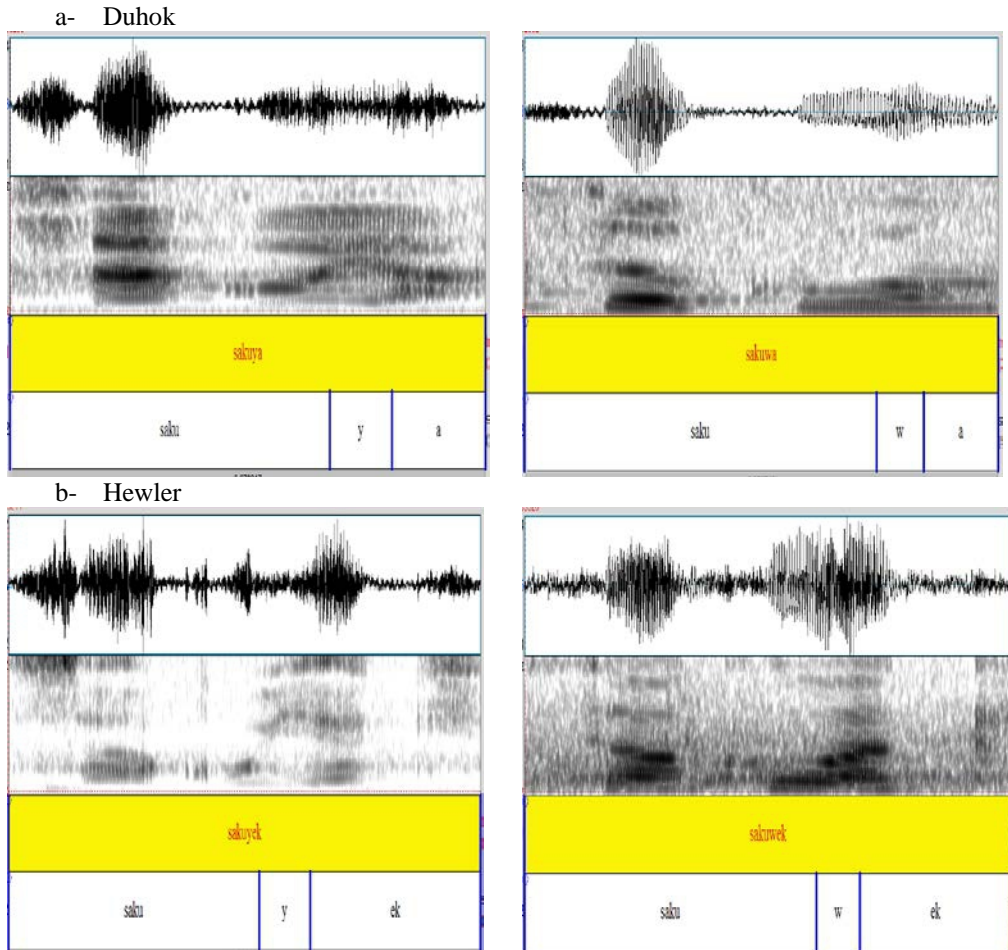 a- Duhok
sakuya sakuwa
saku y a saku w a
b- Hewler
sakuyek sakuwek
saku y ek saku w ek